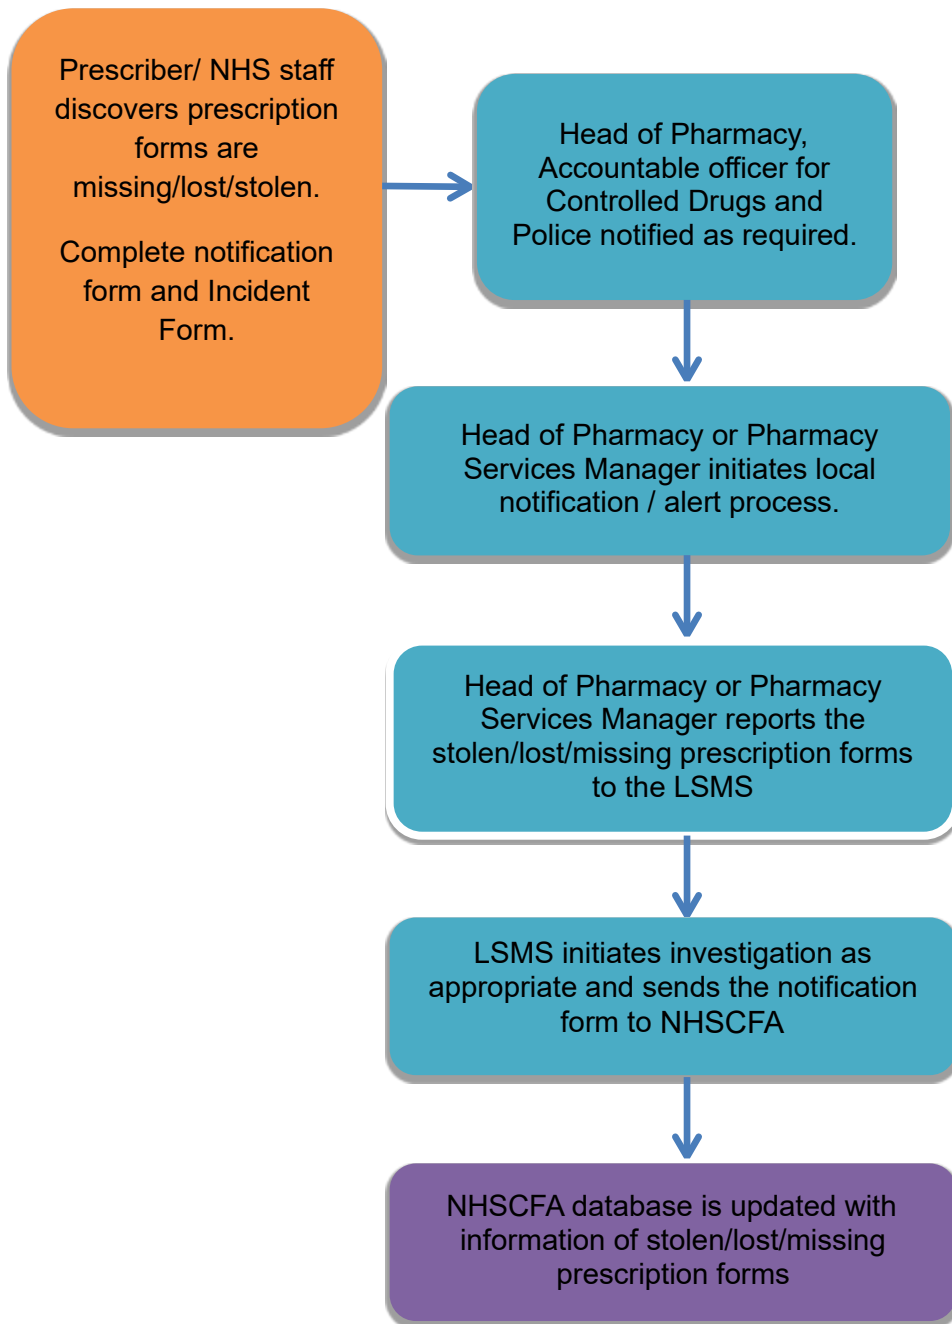 Prescriber/ NHS staff
discovers prescription
forms are
missing/lost/stolen.
Complete notification
form and Incident
Form.
Head of Pharmacy,
Accountable officer for
Controlled Drugs and
Police notified as required.
Head of Pharmacy or Pharmacy
Services Manager initiates local
notification / alert process.
Head of Pharmacy or Pharmacy
Services Manager reports the
stolen/lost/missing prescription forms
to the LSMS
LSMS initiates investigation as
appropriate and sends the notification
form to NHSCFA
NHSCFA database is updated with
information of stolen/lost/missing
prescription forms